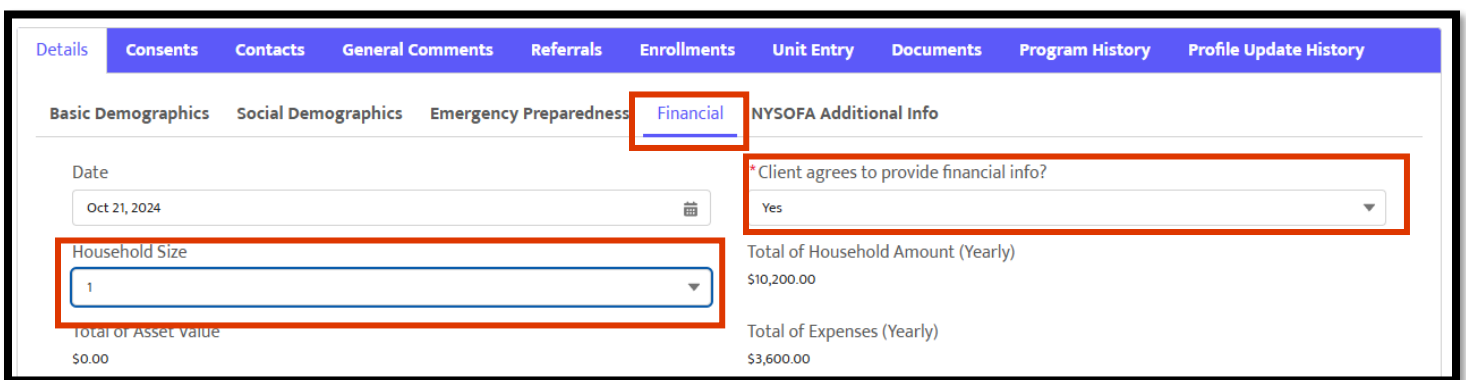 Details Consents Contacts General Comments Referrals Enrollments Unit Entry Documents Program History Profile Update History
Basic Demographics Social Demographics Emergency Preparedness Financial NYSOFA Additional Info
Date
Oct 21, 2024
*Client agrees to provide financial info?
Yes
Household Size
1
Total of Household Amount (Yearly)
$10,200.00
Total of Asset Value
$0.00
Total of Expenses (Yearly)
$3,600.00